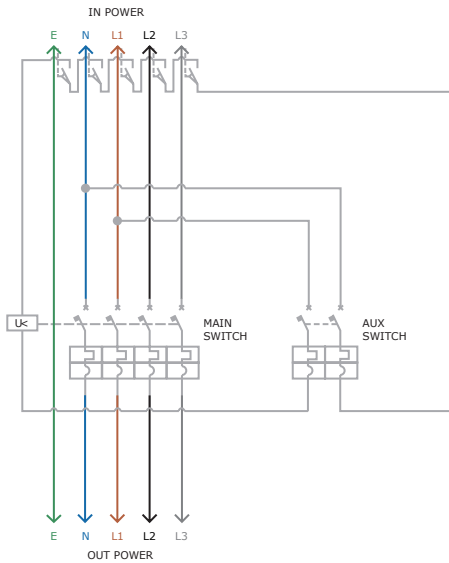 IN POWER
E N L1 L2 L3
U<
MAIN
SWITCH
AUX
SWITCH
E N L1 L2 L3
OUT POWER